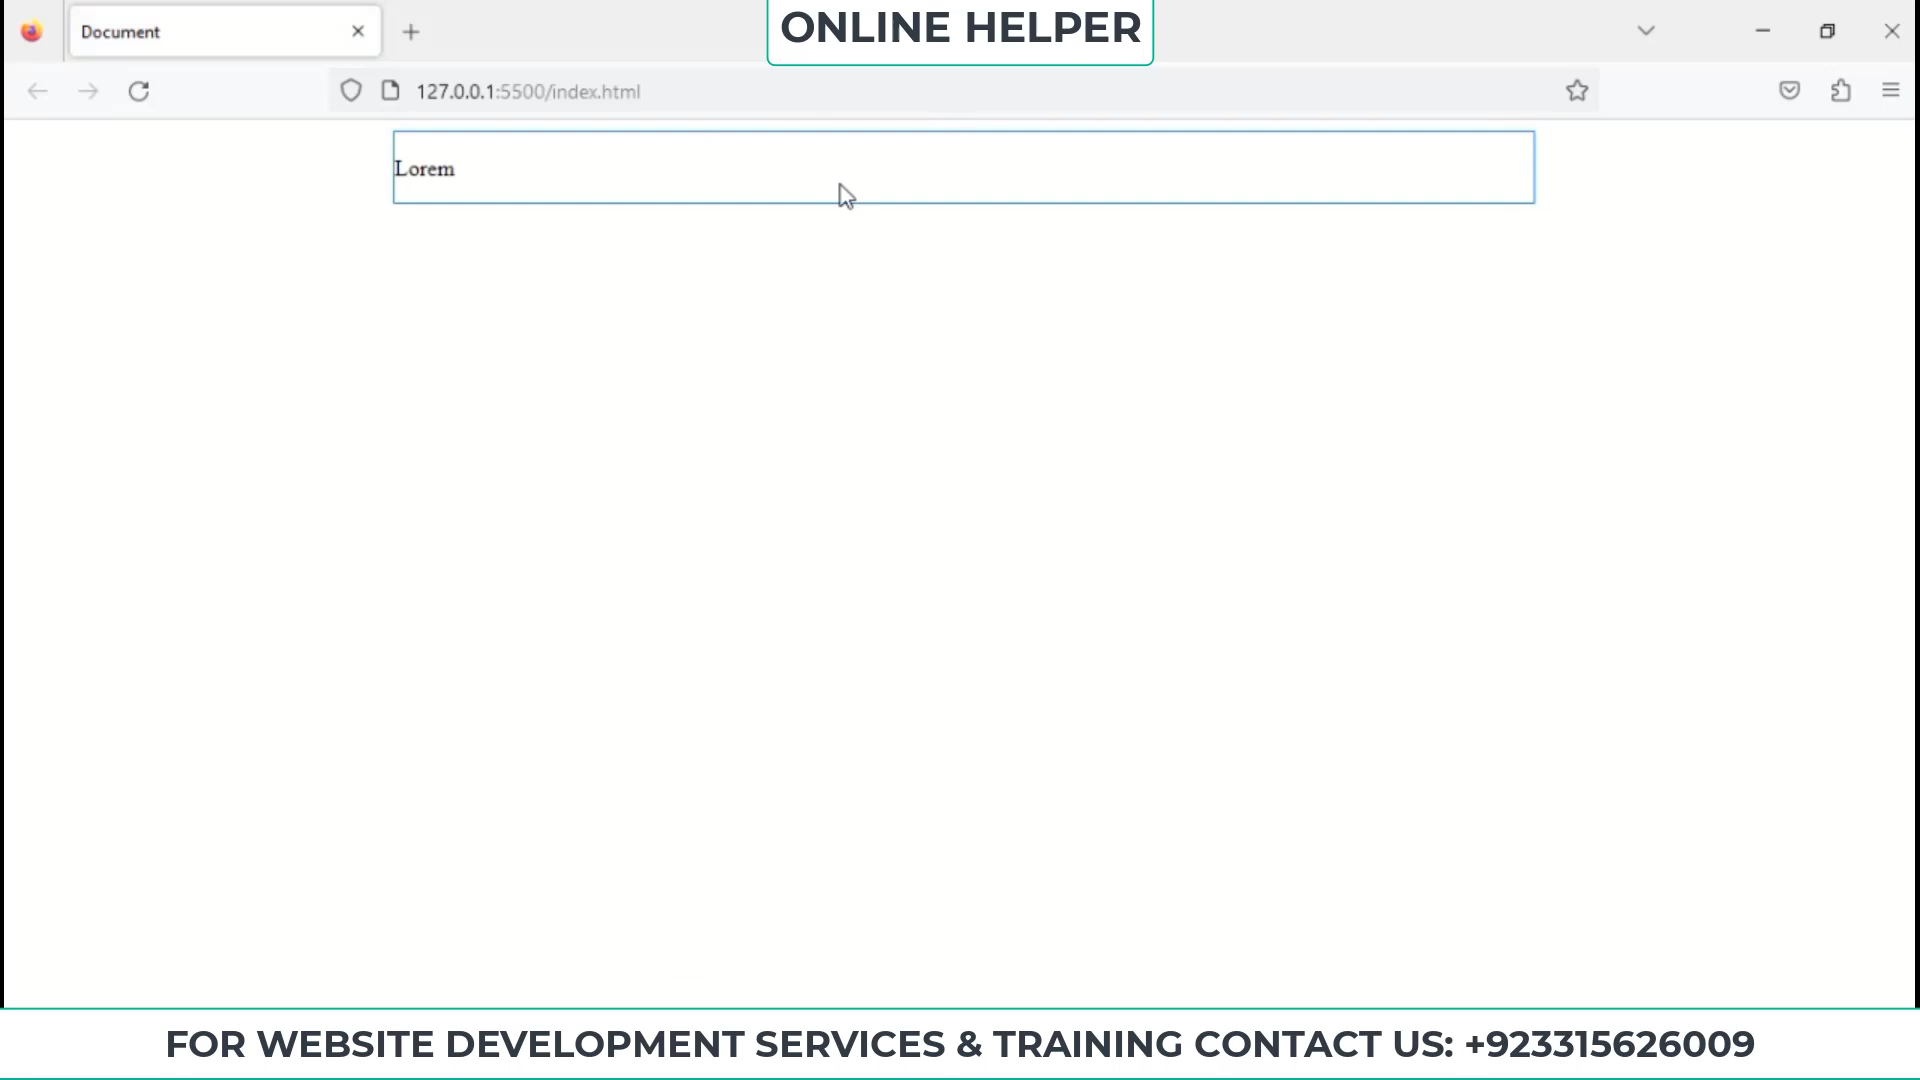 ONLINE HELPER
Document
127.0.0.1:5500/index.html
Lorem
FOR WEBSITE DEVELOPMENT SERVICES & TRAINING CONTACT US: +923315626009